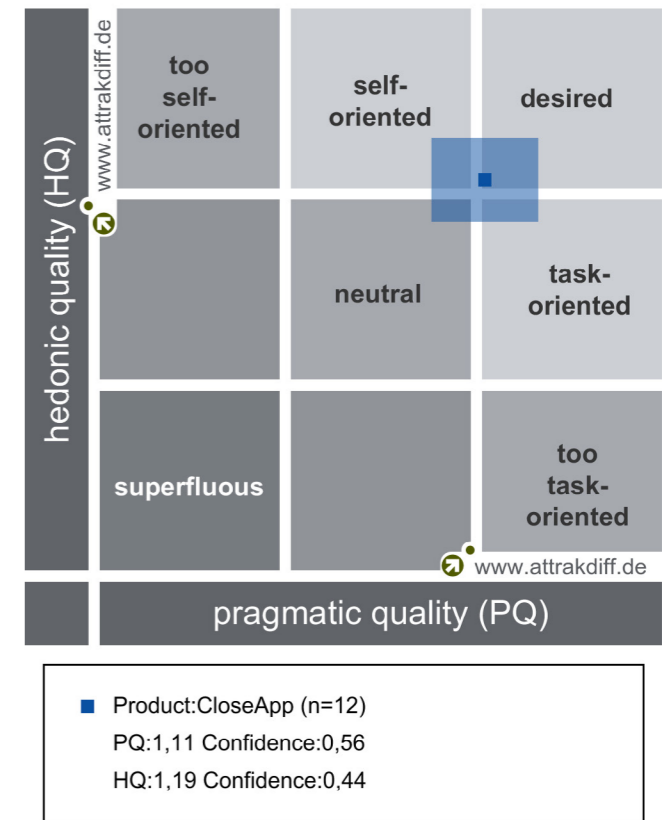 hedonic quality (HQ)
www.attrakdiff.de
too
self-
oriented
self-
oriented
desired
neutral
task-
oriented
superfluous
too
task-
oriented
www.attrakdiff.de
pragmatic quality (PQ)
Product:CloseApp (n=12)
PQ:1,11 Confidence:0,56
HQ:1,19 Confidence:0,44